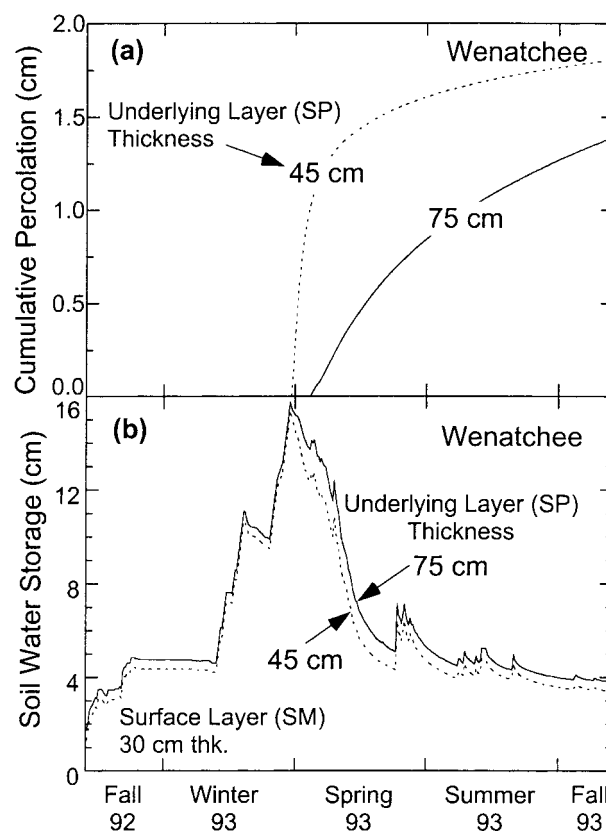 2.0
(a)
Wenatchee
Underlying Layer (SP)
Thickness
45 cm
75 cm
1.5
1.0
0.5
0.0
Cumulative Percolation (cm)
16
(b)
Wenatchee
Underlying Layer (SP)
Thickness
75 cm
45 cm
12
8
4
0
Soil Water Storage (cm)
Surface Layer (SM)
30 cm thk.
Fall Winter Spring Summer Fall
92 93 93 93 93